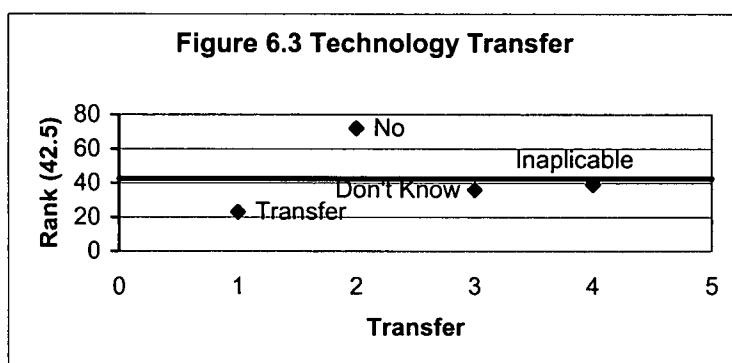 Figure 6.3 Technology Transfer
Rank (42.5)
80
60
40
20
0
No
Inaplicable
Don't Know
Transfer
0 1 2 3 4 5
Transfer